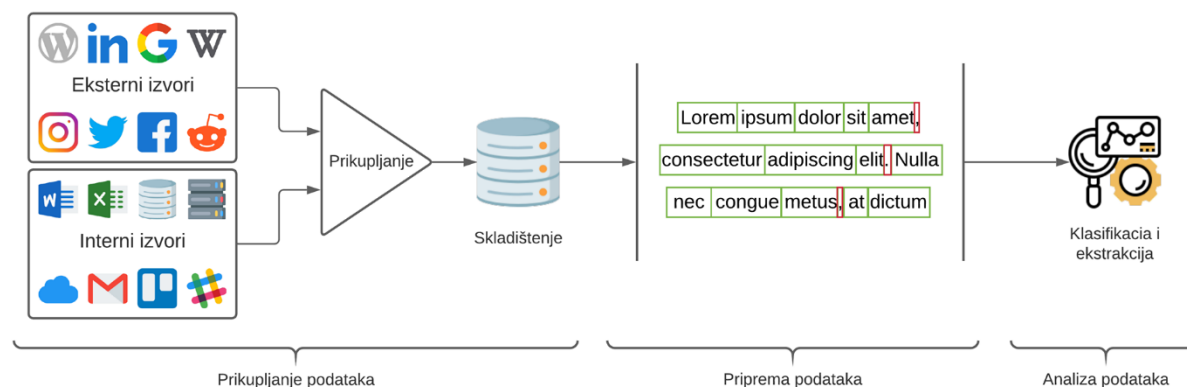 Eksterni izvori
Interni izvori
Prikupljanje
Skladištenje
Lorem ipsum dolor sit amet,
consectetur adipiscing elit. Nulla
nec congue metus, at dictum
Klasifikacia i
ekstrakcija
Prikupljanje podataka
Priprema podataka
Analiza podataka